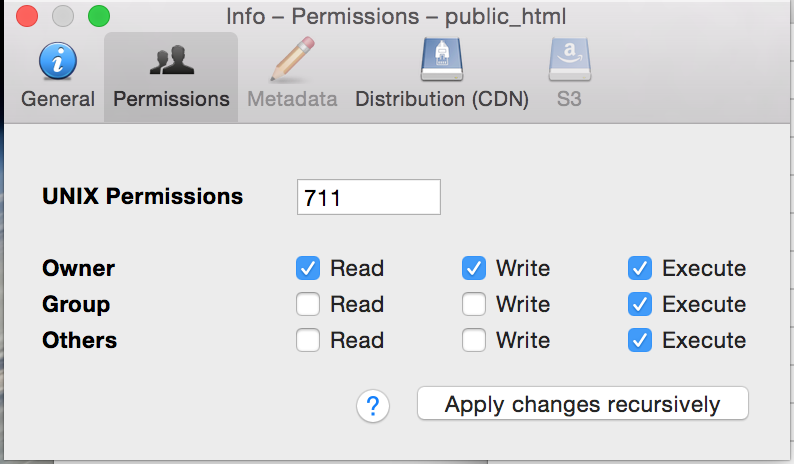 Info – Permissions – public_html
General Permissions Metadata Distribution (CDN) S3
UNIX Permissions 711
Owner Read Write Execute
Group Read Write Execute
Others Read Write Execute
? Apply changes recursively